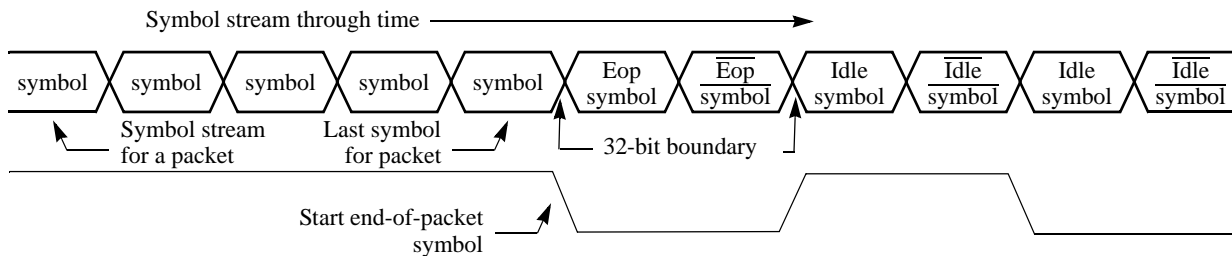 Symbol stream through time
symbol symbol symbol symbol symbol Eop symbol Eop symbol Idle symbol Idle symbol Idle symbol Idle symbol
Symbol stream
for a packet
Last symbol
for packet
32-bit boundary
Start end-of-packet
symbol